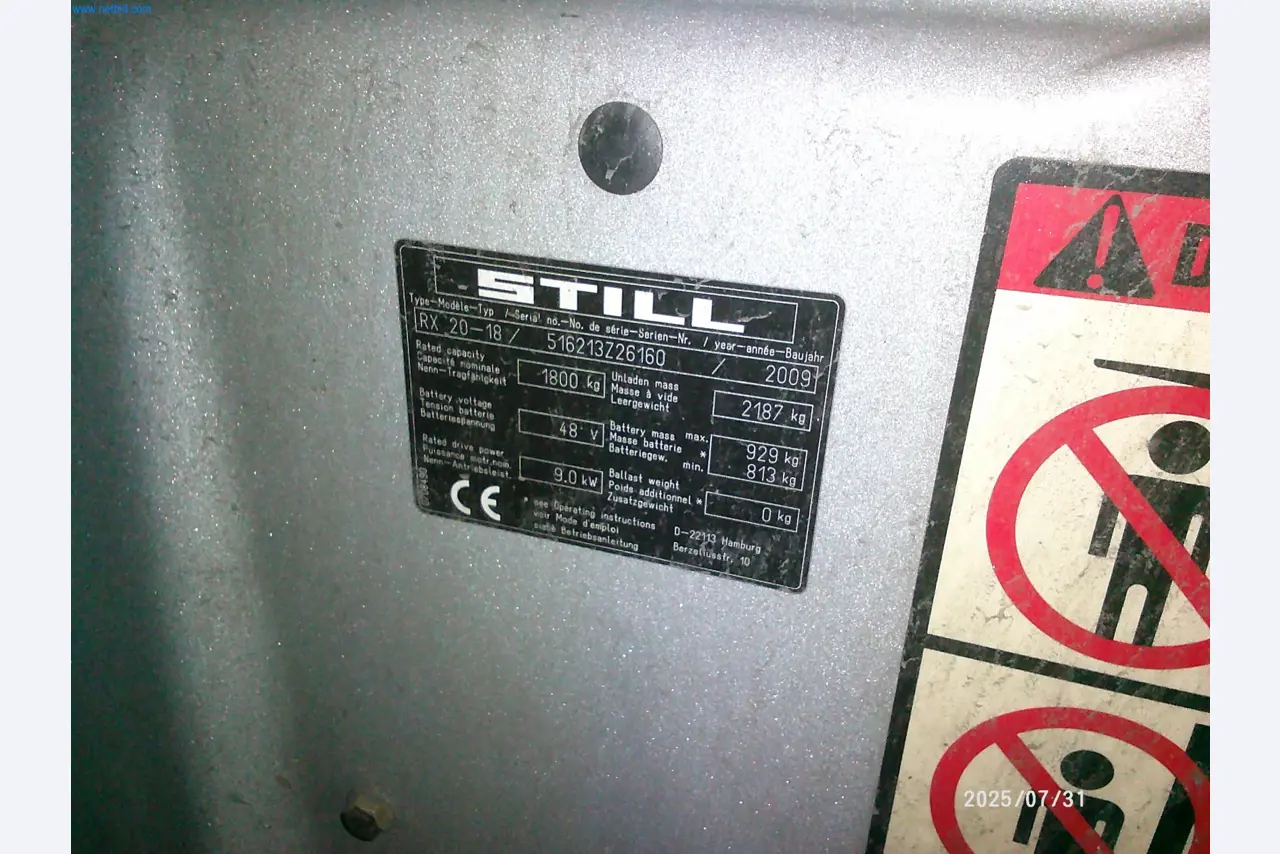 www.netbid.com
STILL
Type-Modèle-Typ / Serial no.-No. de série-Serien-Nr. / year-année-Baujahr
RX 20-18 / 516213Z26160 / 2009
Rated capacity
Capacité nominale
Nenn-Tragfähigkeit
1800 kg
Unladen mass
Masse à vide
Leergewicht
2187 kg
Battery voltage
Tension batterie
Batteriespannung
48 V
Battery mass max.
Masse batterie *
Batteriegew. min.
929 kg
813 kg
Rated drive power
Puissance motr.nom.
Nenn-Antriebsleist.
9.0 kW
Ballast weight
Poids additionnel *
Zusatzgewicht
0 kg
CE
see Operating instructions
voir Mode d'emploi
siehe Betriebsanleitung
D-22113 Hamburg
Berzeliusstr. 10
2025/07/31